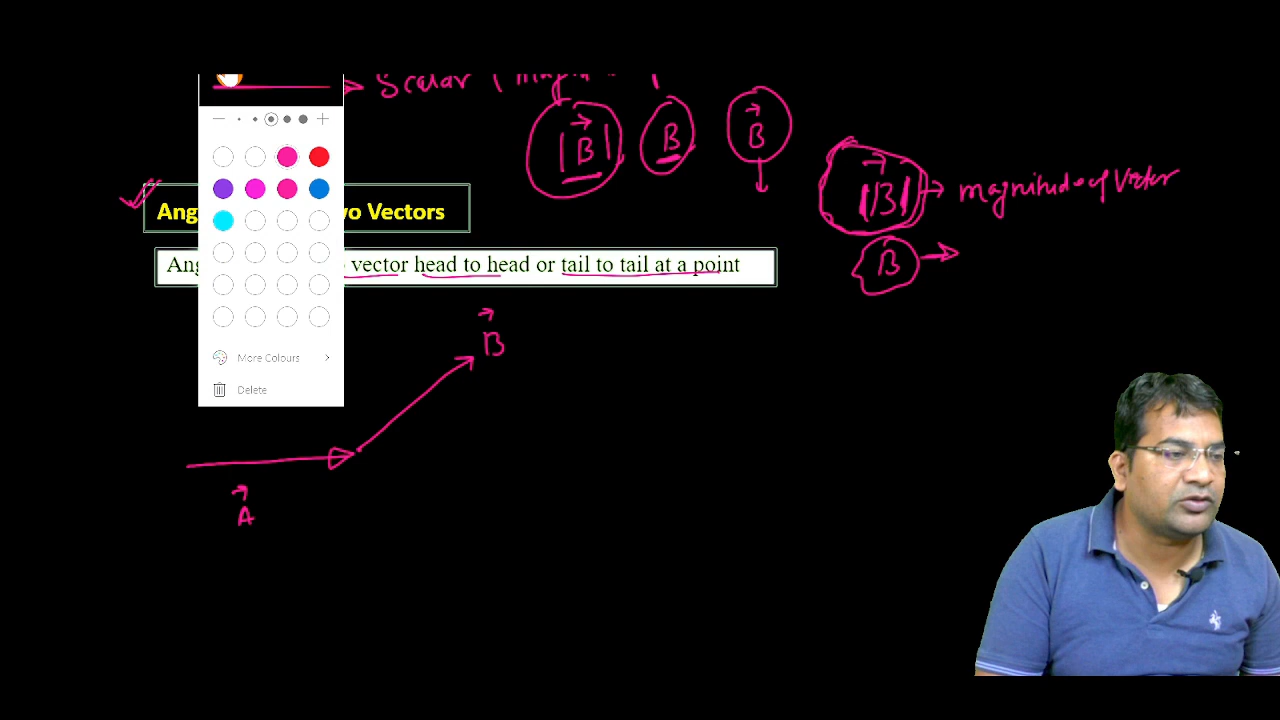 Scalar
|B⃗| B B⃗
|B⃗| → magnitude of Vector
Ang vo Vectors
B⃗ →
Ang vector head to head or tail to tail at a point
B⃗
More Colours
Delete
A⃗